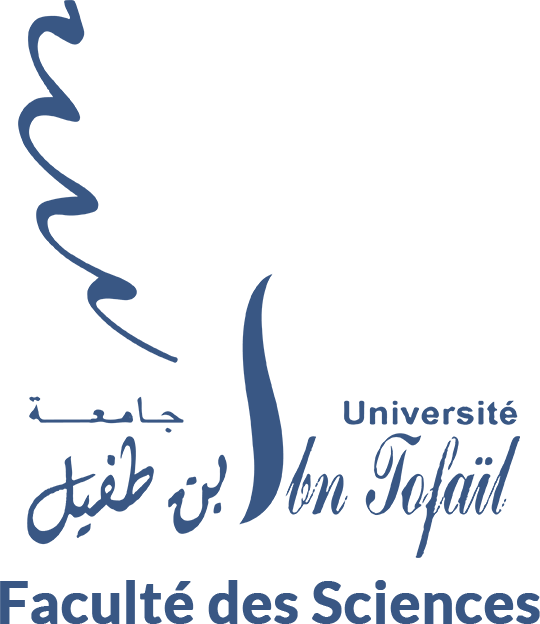 جامعة
ابن طفيل
Université
Ibn Tofaïl
Faculté des Sciences